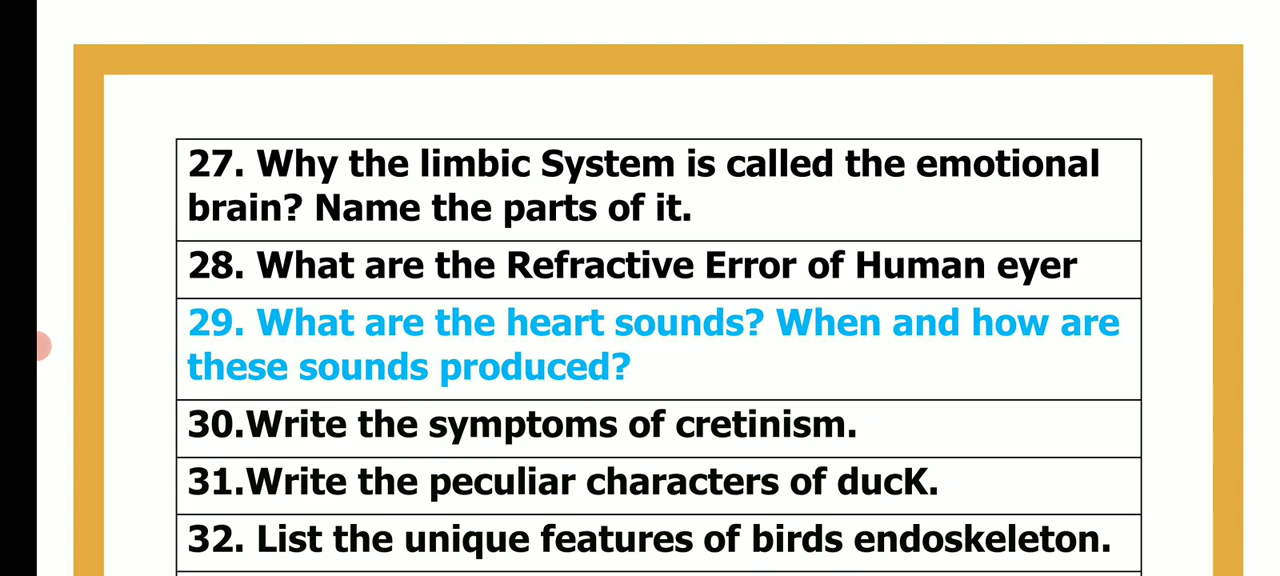 27. Why the limbic System is called the emotional
brain? Name the parts of it.
28. What are the Refractive Error of Human eyer
29. What are the heart sounds? When and how are
these sounds produced?
30.Write the symptoms of cretinism.
31.Write the peculiar characters of ducK.
32. List the unique features of birds endoskeleton.